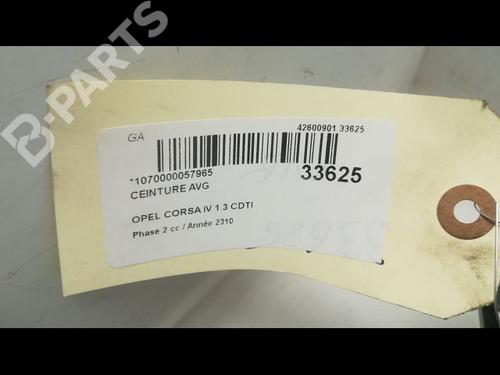 B-PARTS
GA
42600901 33625
*1070000057965
33625
CEINTURE AVG
OPEL CORSA IV 1.3 CDTI
Phase 2 cc / Année 2010
33625